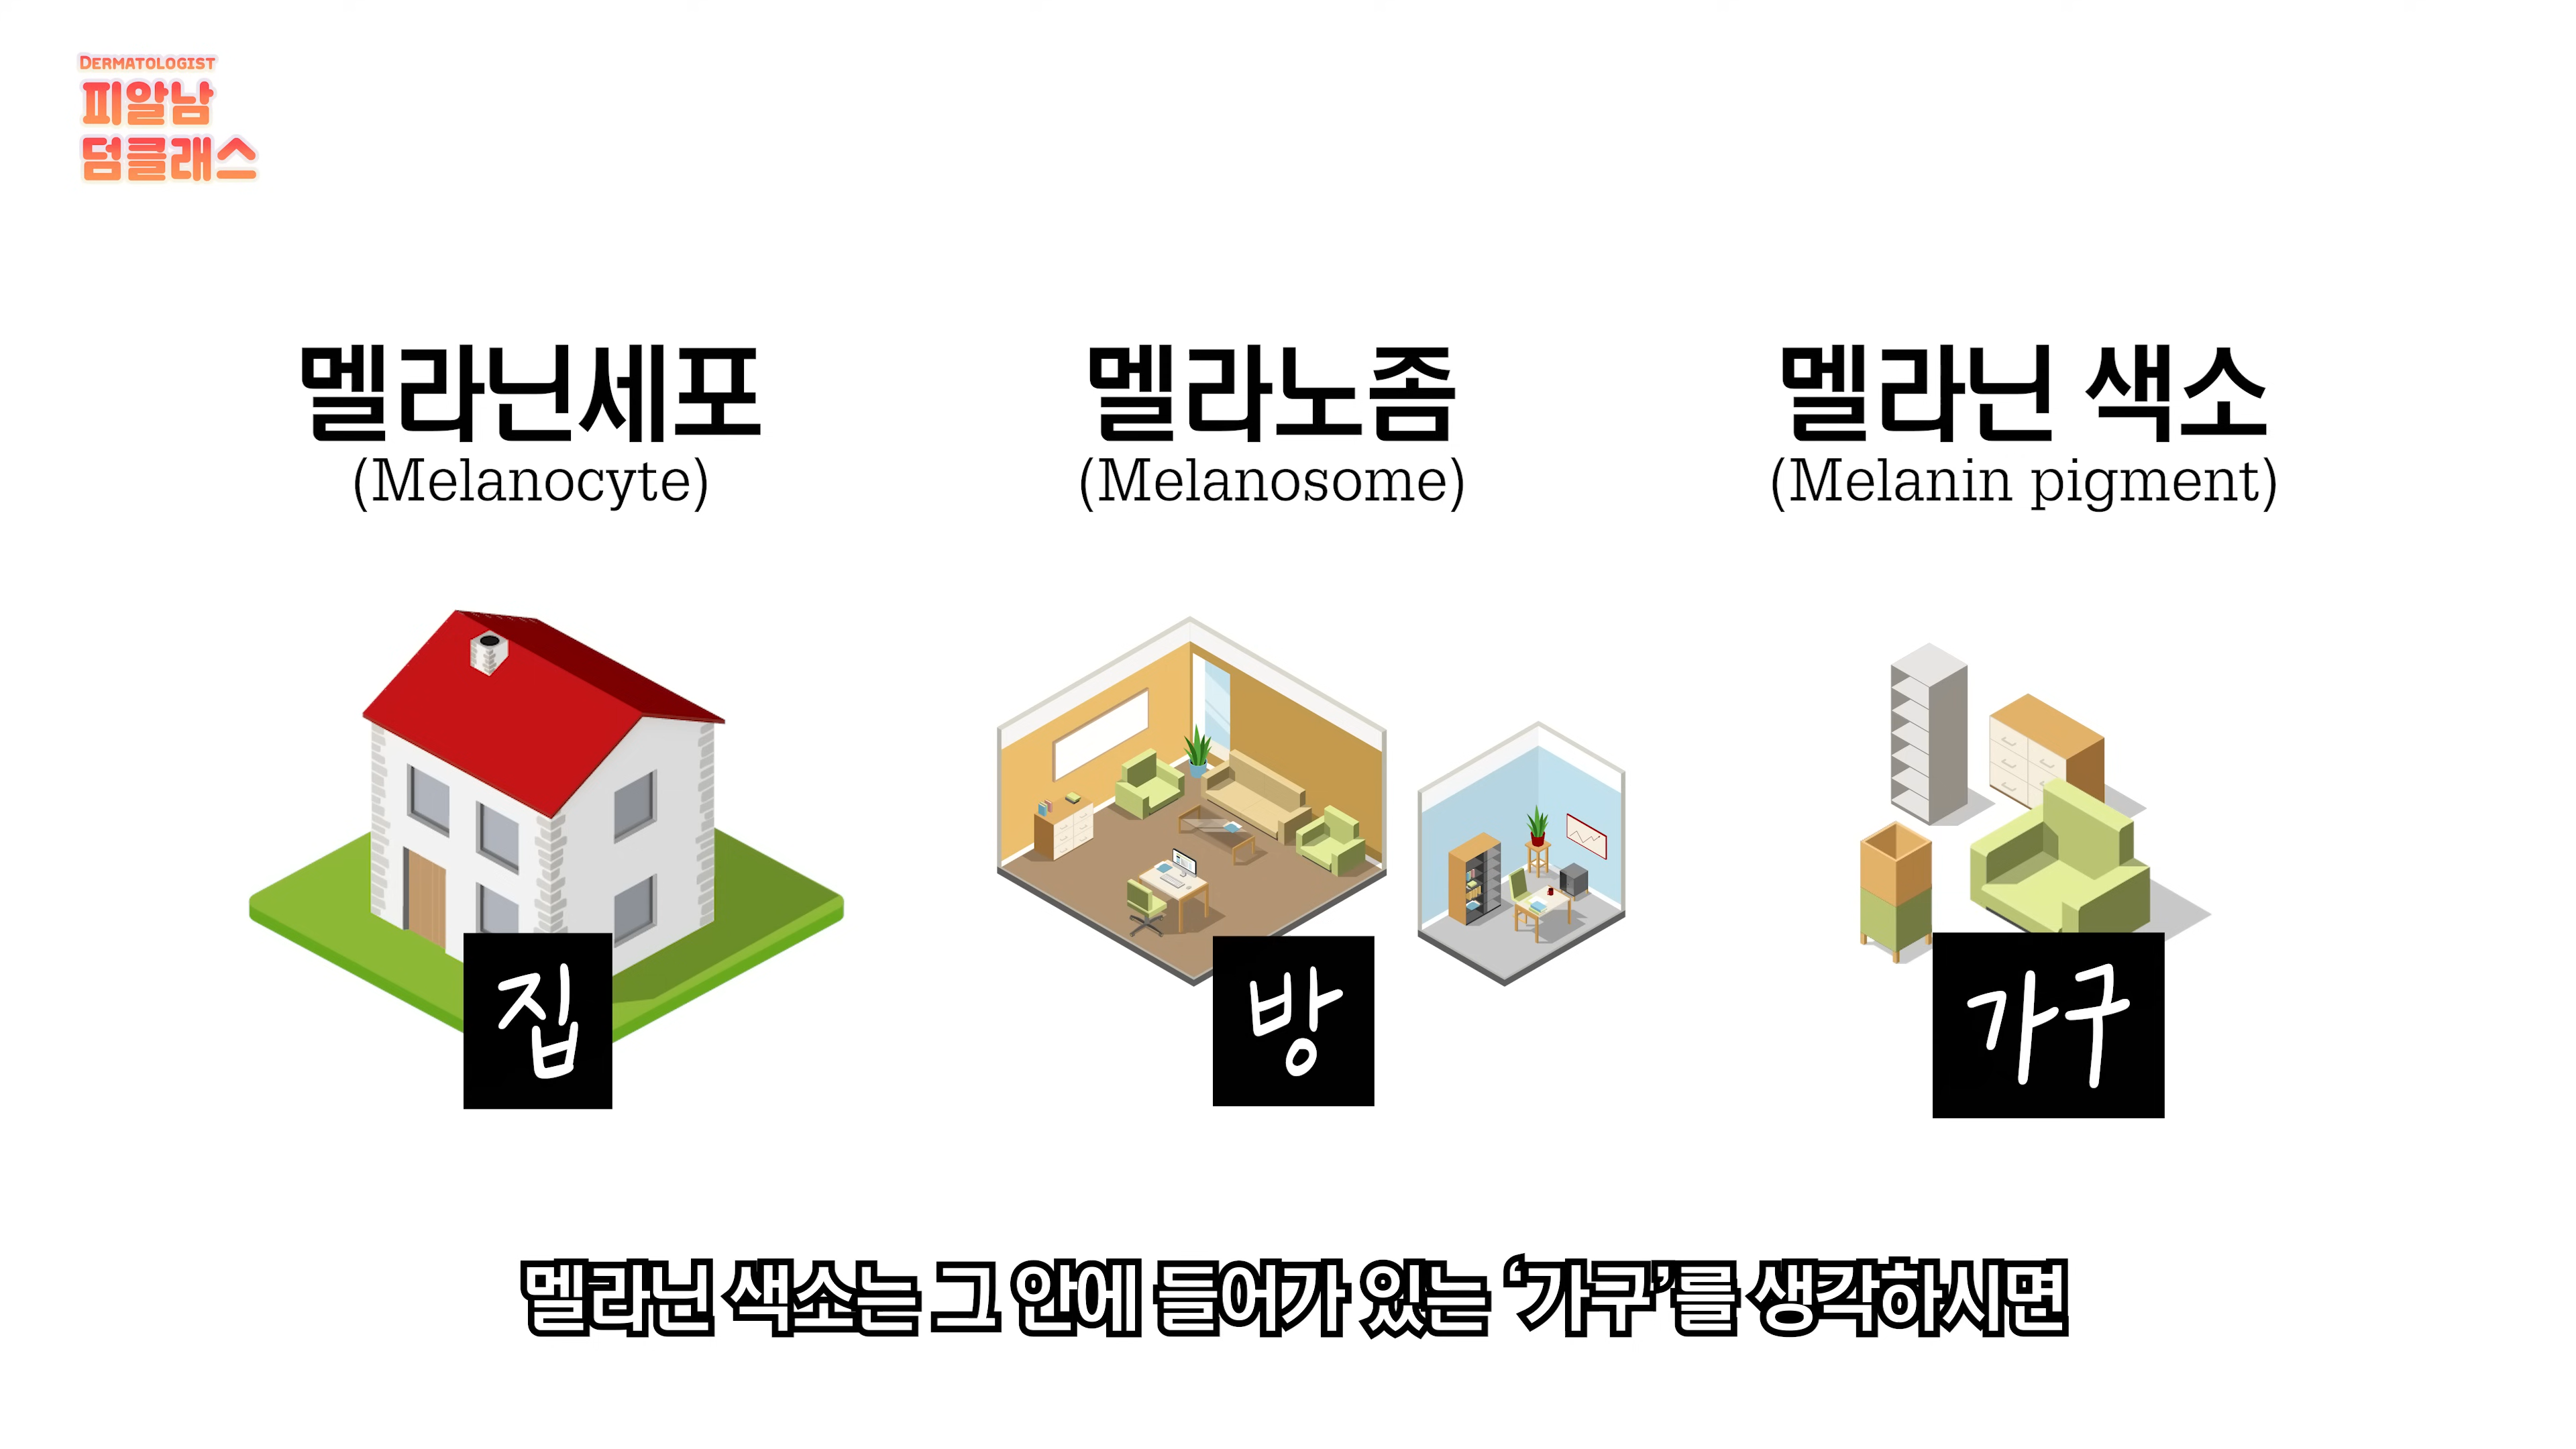 DERMATOLOGIST
피알남
덤클래스
멜라닌세포
(Melanocyte)
집
멜라노좀
(Melanosome)
방
멜라닌 색소
(Melanin pigment)
가구
멜라닌 색소는 그 안에 들어가 있는 ‘가구’를 생각하시면